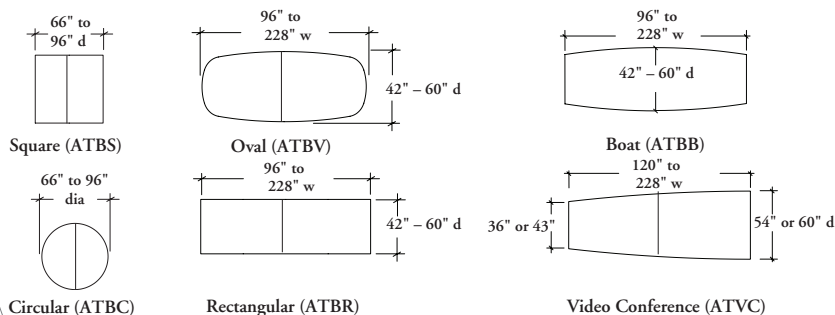 66" to
96" d
Square (ATBS)
96" to
228" w
42" – 60" d
Oval (ATBV)
96" to
228" w
42" – 60" d
Boat (ATBB)
66" to 96"
dia
\ Circular (ATBC)
96" to
228" w
42" – 60" d
Rectangular (ATBR)
120" to
228" w
36" or 43"
54" or 60" d
Video Conference (ATVC)